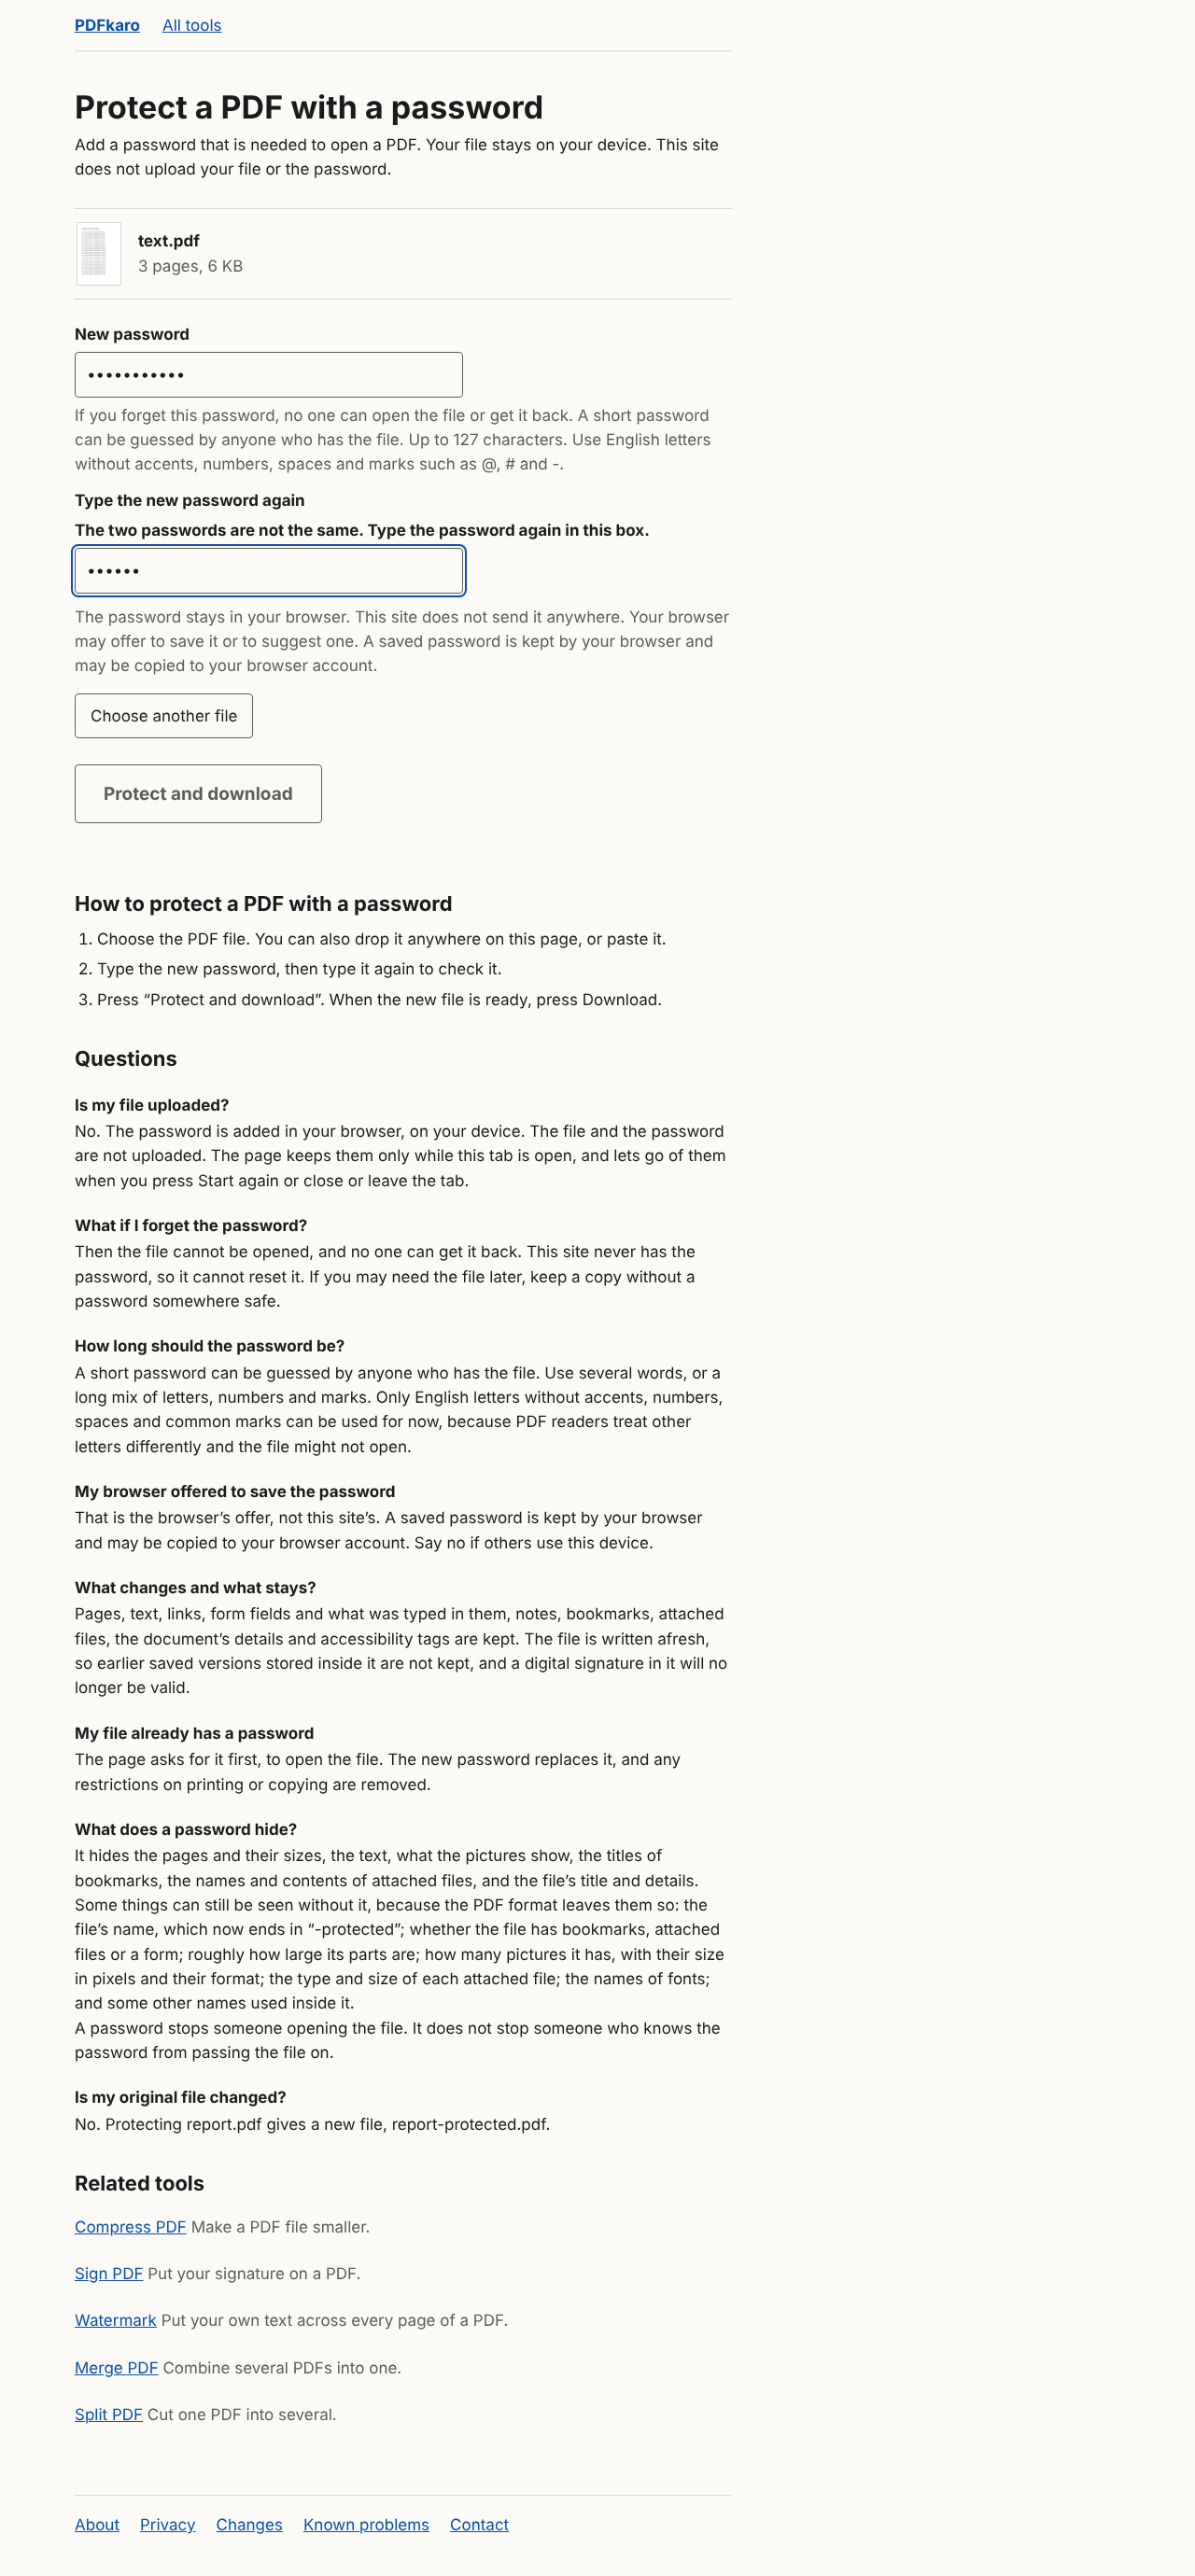 PDFkaro All tools
Protect a PDF with a password
Add a password that is needed to open a PDF. Your file stays on your device. This site
does not upload your file or the password.
text.pdf
3 pages, 6 KB
New password
•••••••••••
If you forget this password, no one can open the file or get it back. A short password
can be guessed by anyone who has the file. Up to 127 characters. Use English letters
without accents, numbers, spaces and marks such as @, # and -.
Type the new password again
The two passwords are not the same. Type the password again in this box.
••••••
The password stays in your browser. This site does not send it anywhere. Your browser
may offer to save it or to suggest one. A saved password is kept by your browser and
may be copied to your browser account.
Choose another file
Protect and download
How to protect a PDF with a password
1. Choose the PDF file. You can also drop it anywhere on this page, or paste it.
2. Type the new password, then type it again to check it.
3. Press “Protect and download”. When the new file is ready, press Download.
Questions
Is my file uploaded?
No. The password is added in your browser, on your device. The file and the password
are not uploaded. The page keeps them only while this tab is open, and lets go of them
when you press Start again or close or leave the tab.
What if I forget the password?
Then the file cannot be opened, and no one can get it back. This site never has the
password, so it cannot reset it. If you may need the file later, keep a copy without a
password somewhere safe.
How long should the password be?
A short password can be guessed by anyone who has the file. Use several words, or a
long mix of letters, numbers and marks. Only English letters without accents, numbers,
spaces and common marks can be used for now, because PDF readers treat other
letters differently and the file might not open.
My browser offered to save the password
That is the browser’s offer, not this site’s. A saved password is kept by your browser
and may be copied to your browser account. Say no if others use this device.
What changes and what stays?
Pages, text, links, form fields and what was typed in them, notes, bookmarks, attached
files, the document’s details and accessibility tags are kept. The file is written afresh,
so earlier saved versions stored inside it are not kept, and a digital signature in it will no
longer be valid.
My file already has a password
The page asks for it first, to open the file. The new password replaces it, and any
restrictions on printing or copying are removed.
What does a password hide?
It hides the pages and their sizes, the text, what the pictures show, the titles of
bookmarks, the names and contents of attached files, and the file’s title and details.
Some things can still be seen without it, because the PDF format leaves them so: the
file’s name, which now ends in “-protected”; whether the file has bookmarks, attached
files or a form; roughly how large its parts are; how many pictures it has, with their size
in pixels and their format; the type and size of each attached file; the names of fonts;
and some other names used inside it.
A password stops someone opening the file. It does not stop someone who knows the
password from passing the file on.
Is my original file changed?
No. Protecting report.pdf gives a new file, report-protected.pdf.
Related tools
Compress PDF Make a PDF file smaller.
Sign PDF Put your signature on a PDF.
Watermark Put your own text across every page of a PDF.
Merge PDF Combine several PDFs into one.
Split PDF Cut one PDF into several.
About Privacy Changes Known problems Contact